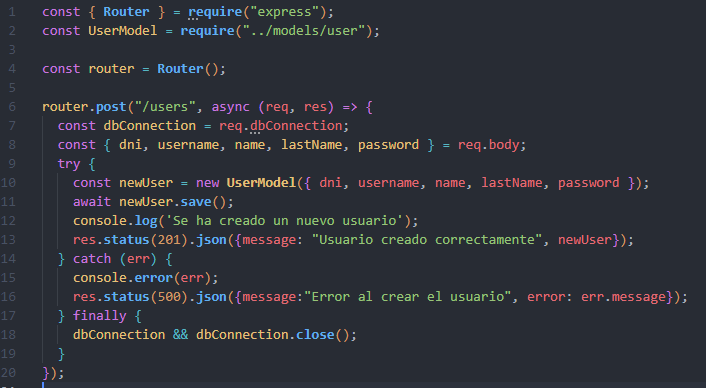 1 const { Router } = require("express");
2 const UserModel = require("../models/user");
3
4 const router = Router();
5
6 router.post("/users", async (req, res) => {
7   const dbConnection = req.dbConnection;
8   const { dni, username, name, lastName, password } = req.body;
9   try {
10     const newUser = new UserModel({ dni, username, name, lastName, password });
11     await newUser.save();
12     console.log('Se ha creado un nuevo usuario');
13     res.status(201).json({message: "Usuario creado correctamente", newUser});
14   } catch (err) {
15     console.error(err);
16     res.status(500).json({message:"Error al crear el usuario", error: err.message});
17   } finally {
18     dbConnection && dbConnection.close();
19   }
20 });